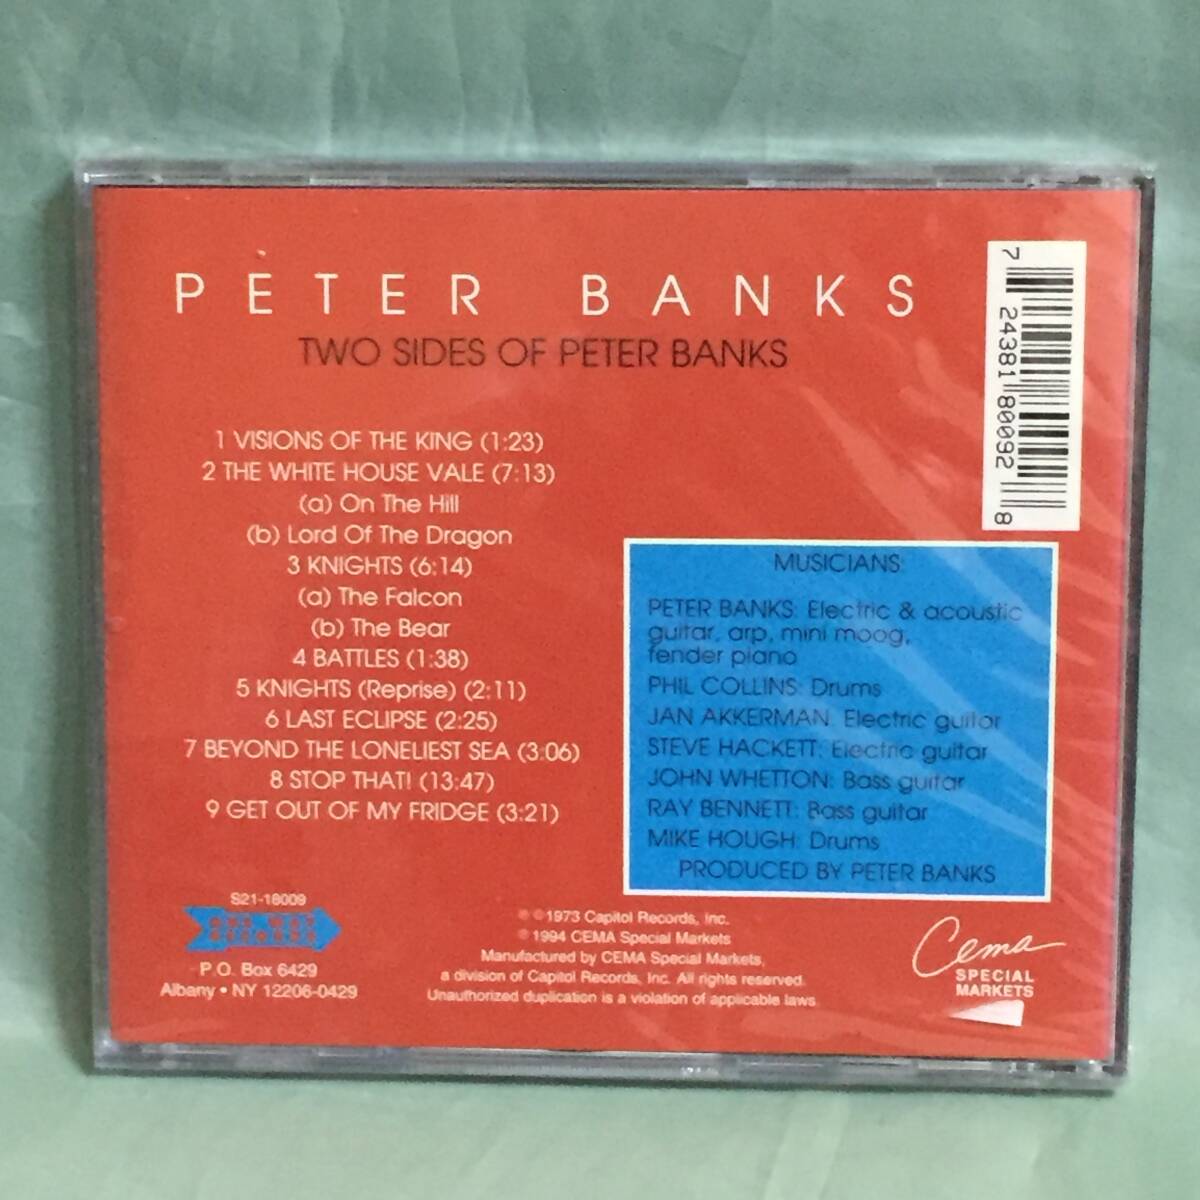 PETER BANKS
TWO SIDES OF PETER BANKS
1 VISIONS OF THE KING (1:23)
2 THE WHITE HOUSE VALE (7:13)
(a) On The Hill
(b) Lord Of The Dragon
3 KNIGHTS (6:14)
(a) The Falcon
(b) The Bear
4 BATTLES (1:38)
5 KNIGHTS (Reprise) (2:11)
6 LAST ECLIPSE (2:25)
7 BEYOND THE LONELIEST SEA (3:06)
8 STOP THAT! (13:47)
9 GET OUT OF MY FRIDGE (3:21)
7 24381 80092 8
MUSICIANS:
PETER BANKS: Electric & acoustic
guitar, arp, mini moog,
fender piano
PHIL COLLINS: Drums
JAN AKKERMAN: Electric guitar
STEVE HACKETT: Electric guitar
JOHN WHETTON: Bass guitar
RAY BENNETT: Bass guitar
MIKE HOUGH: Drums
PRODUCED BY PETER BANKS
S21-18009
P.O. Box 6429
Albany • NY 12206-0429
℗ ©1973 Capitol Records, Inc.
©1994 CEMA Special Markets
Manufactured by CEMA Special Markets,
a division of Capitol Records, Inc. All rights reserved.
Unauthorized duplication is a violation of applicable laws.
Cema
SPECIAL
MARKETS